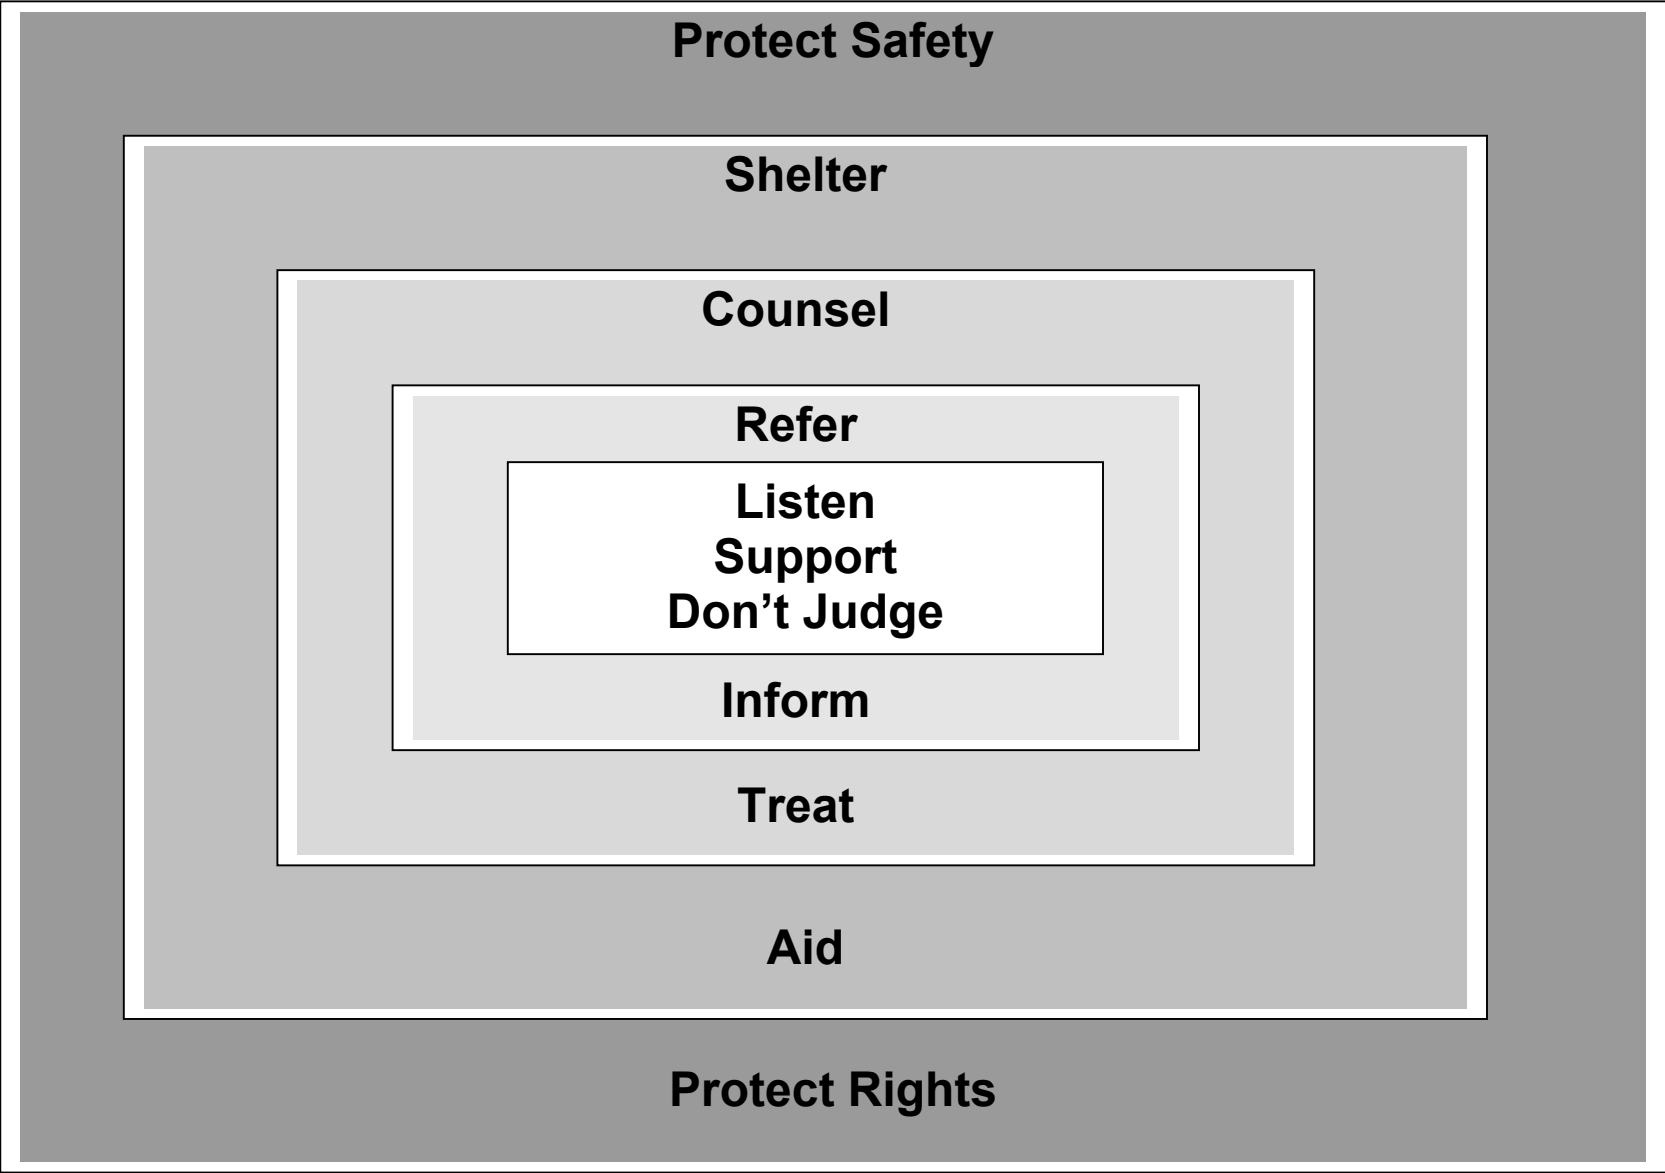 Protect Safety
Shelter
Counsel
Refer
Listen
Support
Don’t Judge
Inform
Treat
Aid
Protect Rights